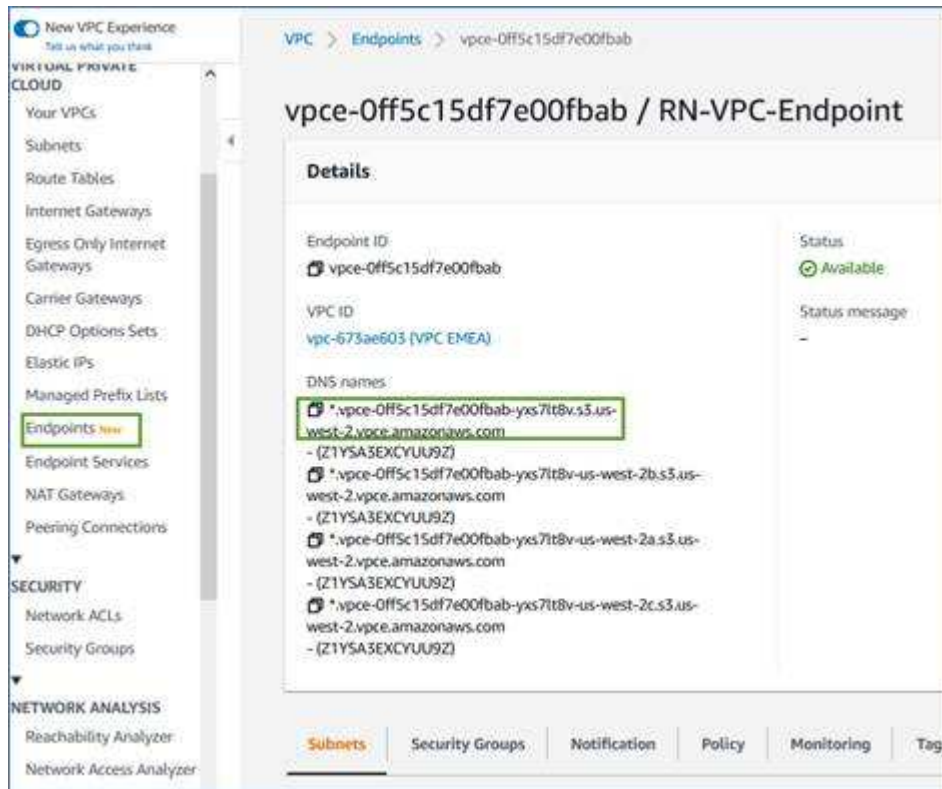 New VPC Experience
Tell us what you think
VIRTUAL PRIVATE
CLOUD
Your VPCs
Subnets
Route Tables
Internet Gateways
Egress Only Internet
Gateways
Carrier Gateways
DHCP Options Sets
Elastic IPs
Managed Prefix Lists
Endpoints New
Endpoint Services
NAT Gateways
Peering Connections
SECURITY
Network ACLs
Security Groups
NETWORK ANALYSIS
Reachability Analyzer
Network Access Analyzer
VPC > Endpoints > vpce-0ff5c15df7e00fbab
vpce-0ff5c15df7e00fbab / RN-VPC-Endpoint
Details
Endpoint ID
vpce-0ff5c15df7e00fbab
VPC ID
vpc-673ae603 (VPC EMEA)
DNS names
*.vpce-0ff5c15df7e00fbab-yxs7lt8v.s3.us-
west-2.vpce.amazonaws.com
- (Z1YSA3EXCYUU9Z)
*.vpce-0ff5c15df7e00fbab-yxs7lt8v-us-west-2b.s3.us-
west-2.vpce.amazonaws.com
- (Z1YSA3EXCYUU9Z)
*.vpce-0ff5c15df7e00fbab-yxs7lt8v-us-west-2a.s3.us-
west-2.vpce.amazonaws.com
- (Z1YSA3EXCYUU9Z)
*.vpce-0ff5c15df7e00fbab-yxs7lt8v-us-west-2c.s3.us-
west-2.vpce.amazonaws.com
- (Z1YSA3EXCYUU9Z)
Status
Available
Status message
-
Subnets Security Groups Notification Policy Monitoring Tag